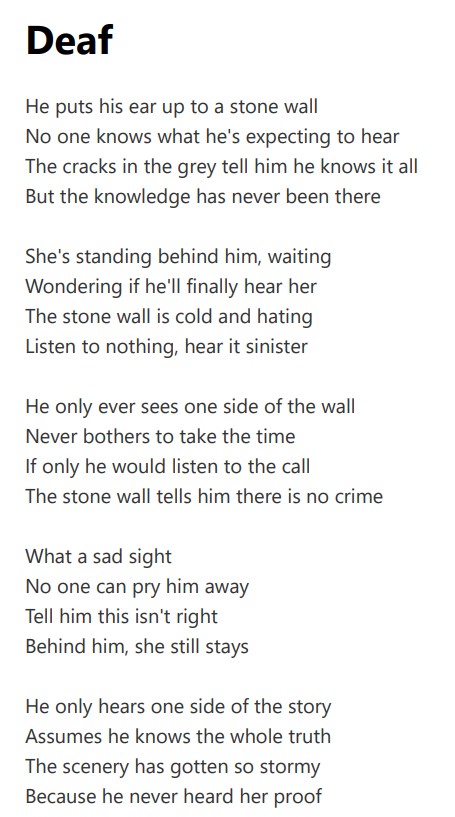 Deaf
He puts his ear up to a stone wall
No one knows what he's expecting to hear
The cracks in the grey tell him he knows it all
But the knowledge has never been there
She's standing behind him, waiting
Wondering if he'll finally hear her
The stone wall is cold and hating
Listen to nothing, hear it sinister
He only ever sees one side of the wall
Never bothers to take the time
If only he would listen to the call
The stone wall tells him there is no crime
What a sad sight
No one can pry him away
Tell him this isn't right
Behind him, she still stays
He only hears one side of the story
Assumes he knows the whole truth
The scenery has gotten so stormy
Because he never heard her proof